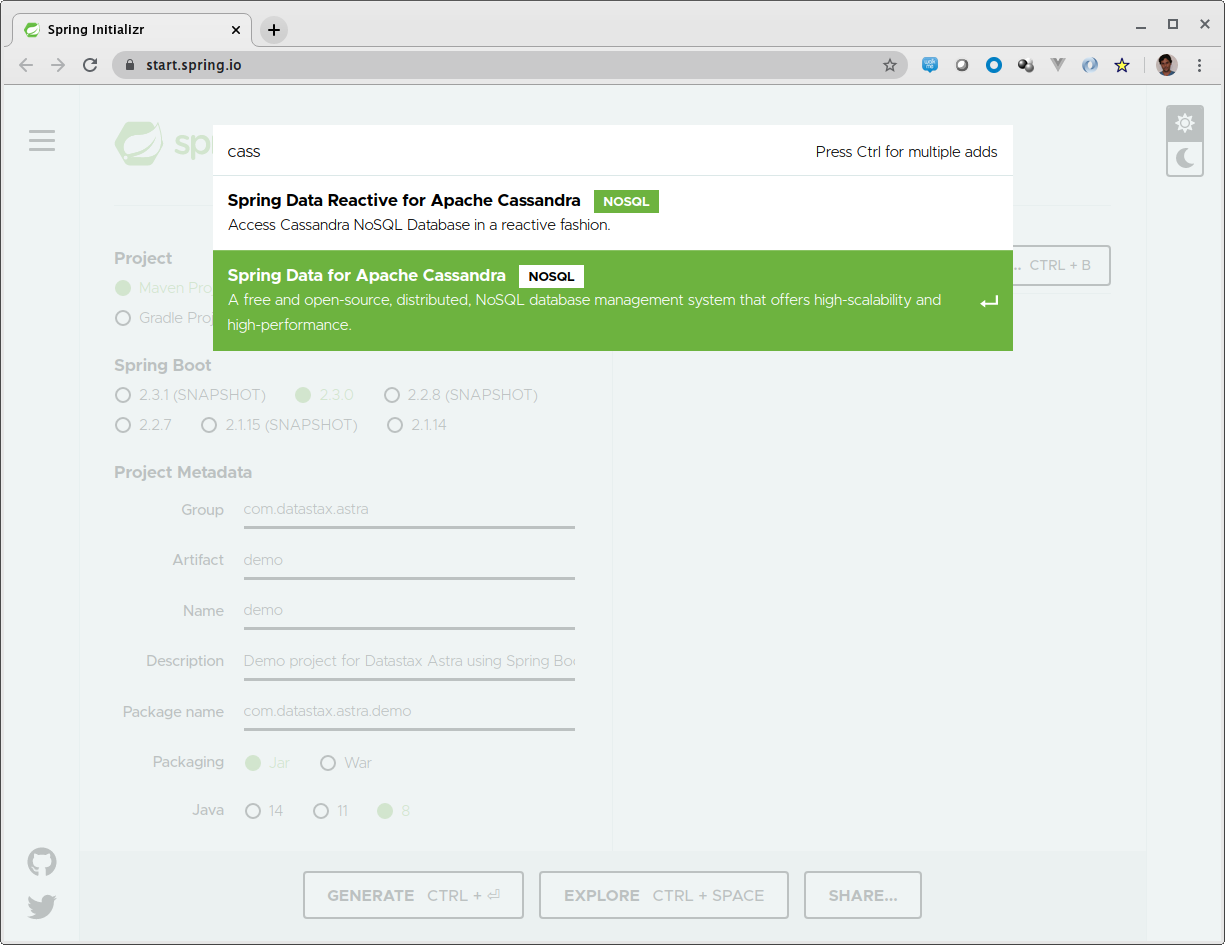 Spring Initializr
start.spring.io
spr
cass
Press Ctrl for multiple adds
Spring Data Reactive for Apache Cassandra NOSQL
Access Cassandra NoSQL Database in a reactive fashion.
Spring Data for Apache Cassandra NOSQL
A free and open-source, distributed, NoSQL database management system that offers high-scalability and
high-performance.
.. CTRL + B
Project
Maven Pro
Gradle Proj
Spring Boot
2.3.1 (SNAPSHOT) 2.3.0 2.2.8 (SNAPSHOT)
2.2.7 2.1.15 (SNAPSHOT) 2.1.14
Project Metadata
Group com.datastax.astra
Artifact demo
Name demo
Description Demo project for Datastax Astra using Spring Boo
Package name com.datastax.astra.demo
Packaging Jar War
Java 14 11 8
GENERATE CTRL + ⏎ EXPLORE CTRL + SPACE SHARE...